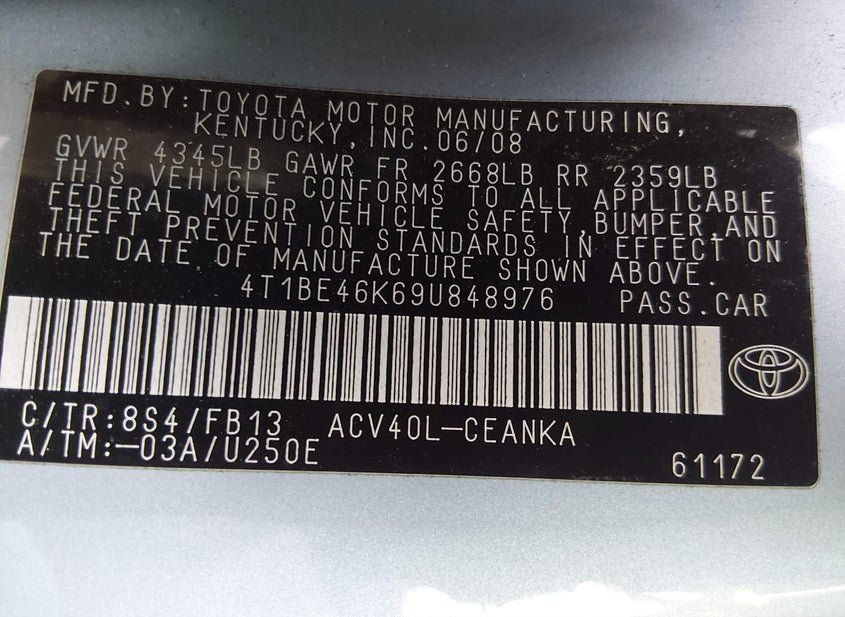 MFD.BY:TOYOTA MOTOR MANUFACTURING,
KENTUCKY,INC.06/08
GVWR 4345LB GAWR FR 2668LB RR 2359LB
THIS VEHICLE CONFORMS TO ALL APPLICABLE
FEDERAL MOTOR VEHICLE SAFETY,BUMPER,AND
THEFT PREVENTION STANDARDS IN EFFECT ON
THE DATE OF MANUFACTURE SHOWN ABOVE.
4T1BE46K69U848976 PASS.CAR
C/TR:8S4/FB13 ACV40L-CEANKA
A/TM:-03A/U250E
61172